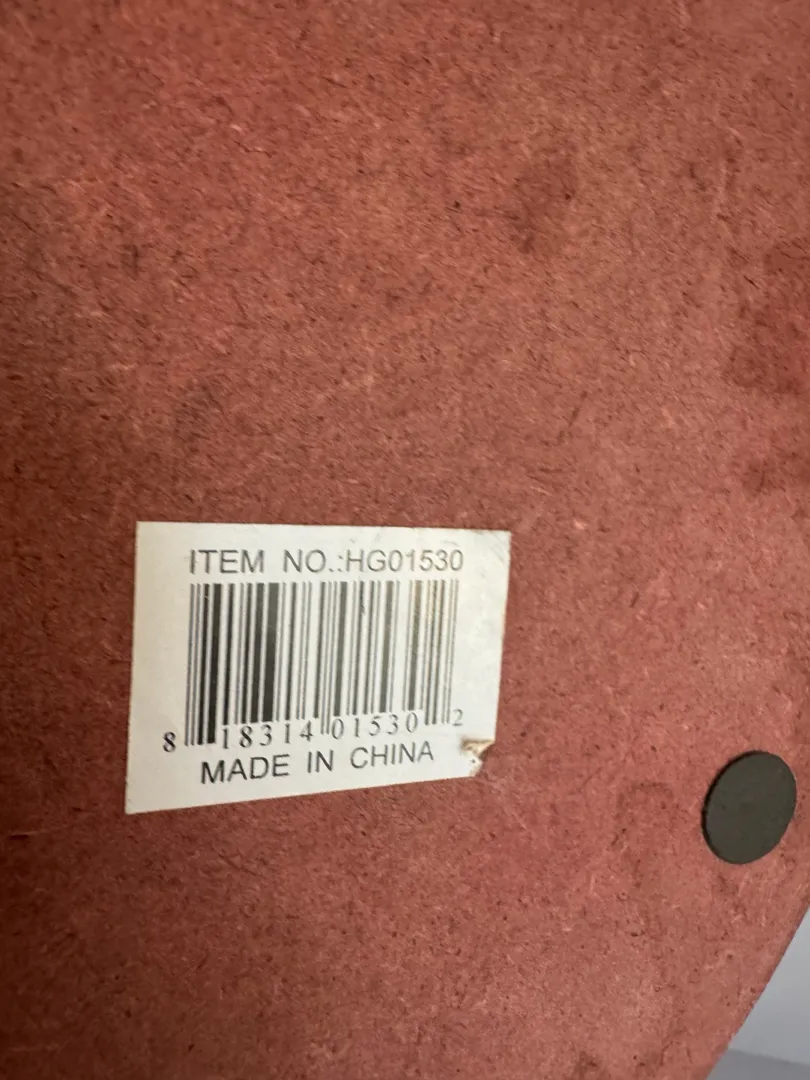 ITEM NO.:HG01530
8 18314 01530 2
MADE IN CHINA